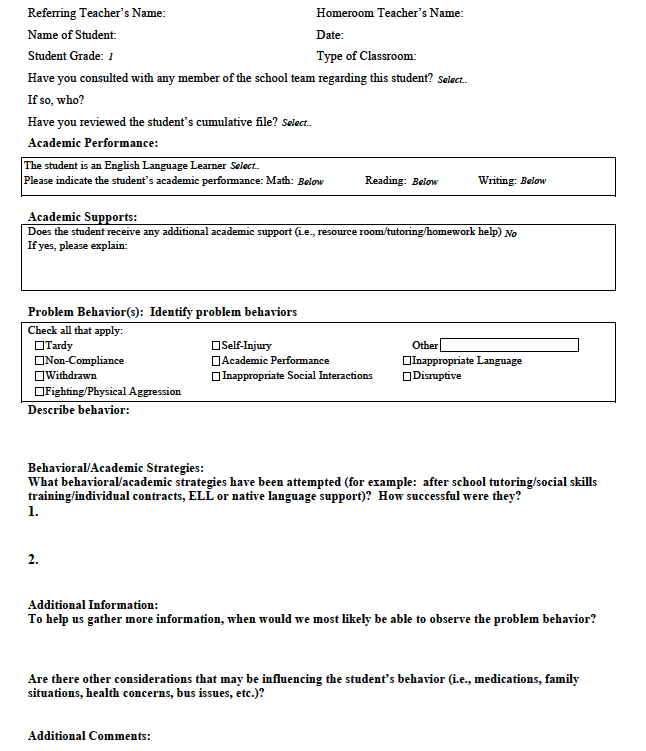 Referring Teacher's Name: Homeroom Teacher's Name:
Name of Student: Date:
Student Grade: 1 Type of Classroom:
Have you consulted with any member of the school team regarding this student? Select..
If so, who?
Have you reviewed the student's cumulative file? Select..
Academic Performance:
The student is an English Language Learner Select..
Please indicate the student's academic performance: Math: Below Reading: Below Writing: Below
Academic Supports:
Does the student receive any additional academic support (i.e., resource room/tutoring/homework help) No
If yes, please explain:
Problem Behavior(s): Identify problem behaviors
Check all that apply:
Tardy Self-Injury Other
Non-Compliance Academic Performance Inappropriate Language
Withdrawn Inappropriate Social Interactions Disruptive
Fighting/Physical Aggression
Describe behavior:
Behavioral/Academic Strategies:
What behavioral/academic strategies have been attempted (for example: after school tutoring/social skills
training/individual contracts, ELL or native language support)? How successful were they?
1.
2.
Additional Information:
To help us gather more information, when would we most likely be able to observe the problem behavior?
Are there other considerations that may be influencing the student's behavior (i.e., medications, family
situations, health concerns, bus issues, etc.)?
Additional Comments: